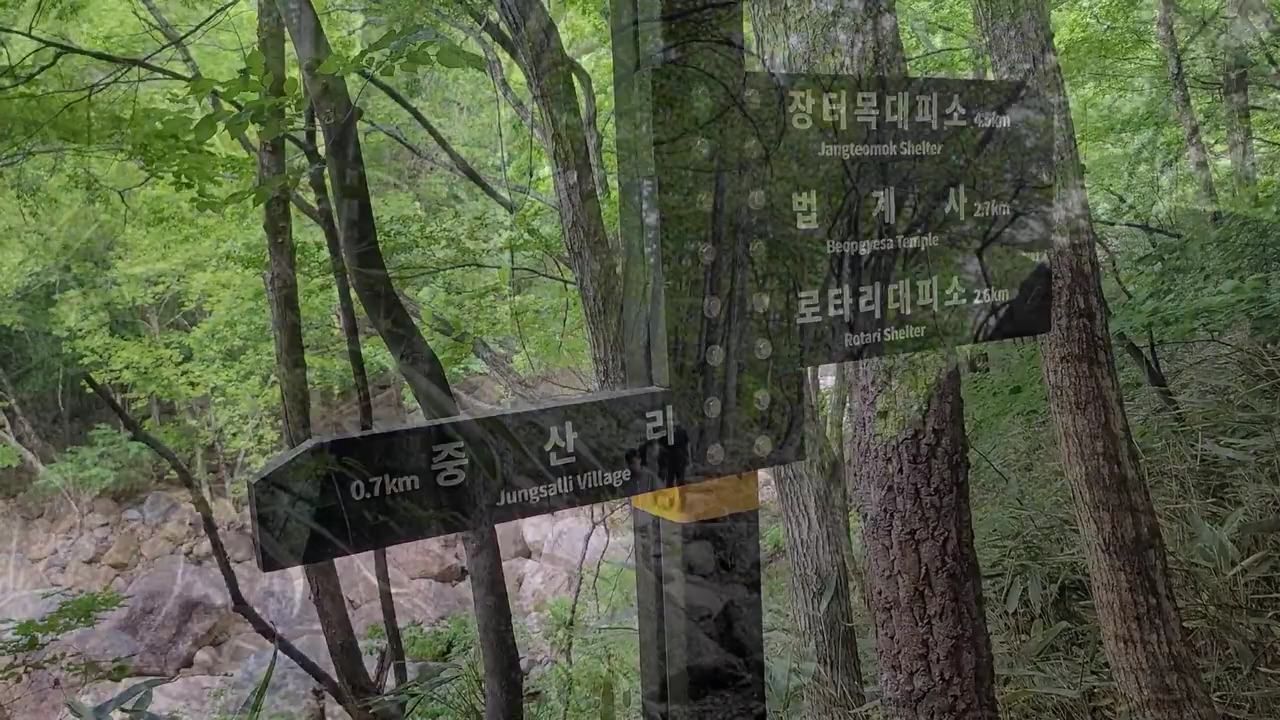 장터목대피소
Jangteomok Shelter
법 계 사 2.7km
Beopgyesa Temple
로타리대피소 2.6km
Rotari Shelter
0.7km 중 산 리
Jungsalli Village